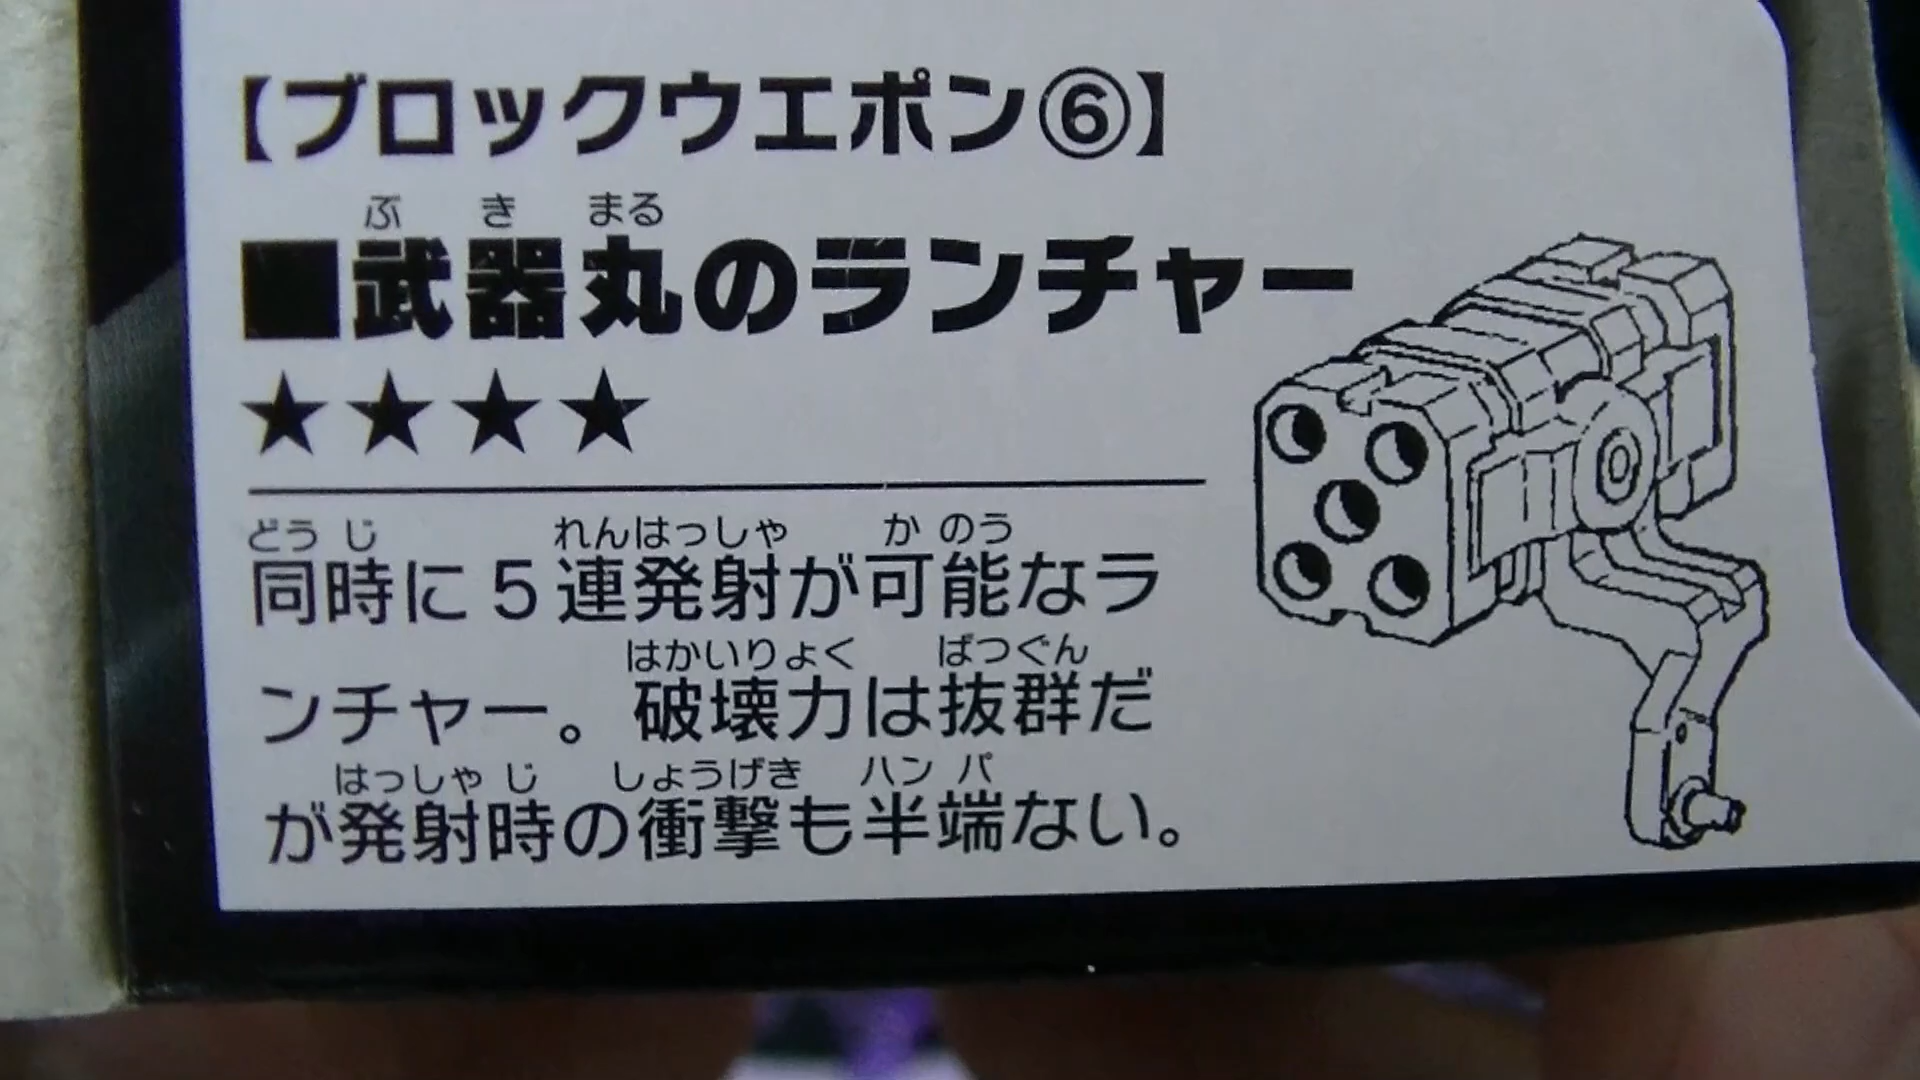 【ブロックウエポン⑥】
ぶ き まる
■武器丸のランチャー
★★★★
どう じ れんはっしゃ か のう
同時に５連発射が可能なラ
はかいりょく ばつぐん
ンチャー。破壊力は抜群だ
はっしゃ じ しょうげき ハン パ
が発射時の衝撃も半端ない。